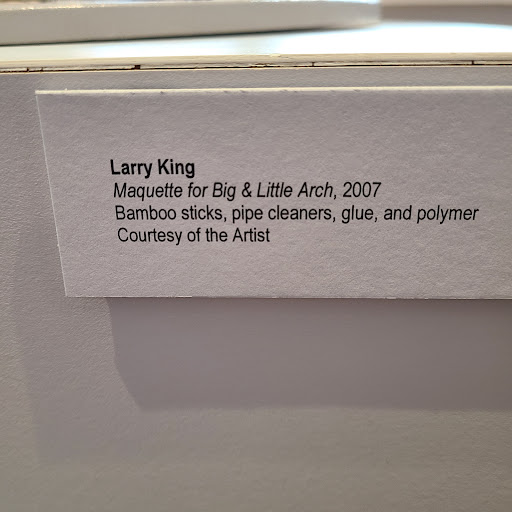 Larry King
Maquette for Big & Little Arch, 2007
Bamboo sticks, pipe cleaners, glue, and polymer
Courtesy of the Artist